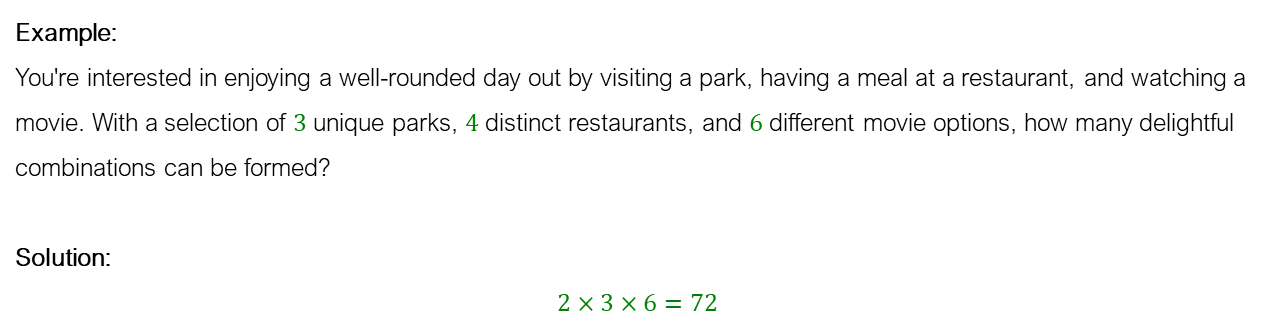 Example:
You're interested in enjoying a well-rounded day out by visiting a park, having a meal at a restaurant, and watching a
movie. With a selection of 3 unique parks, 4 distinct restaurants, and 6 different movie options, how many delightful
combinations can be formed?
Solution:
2 × 3 × 6 = 72